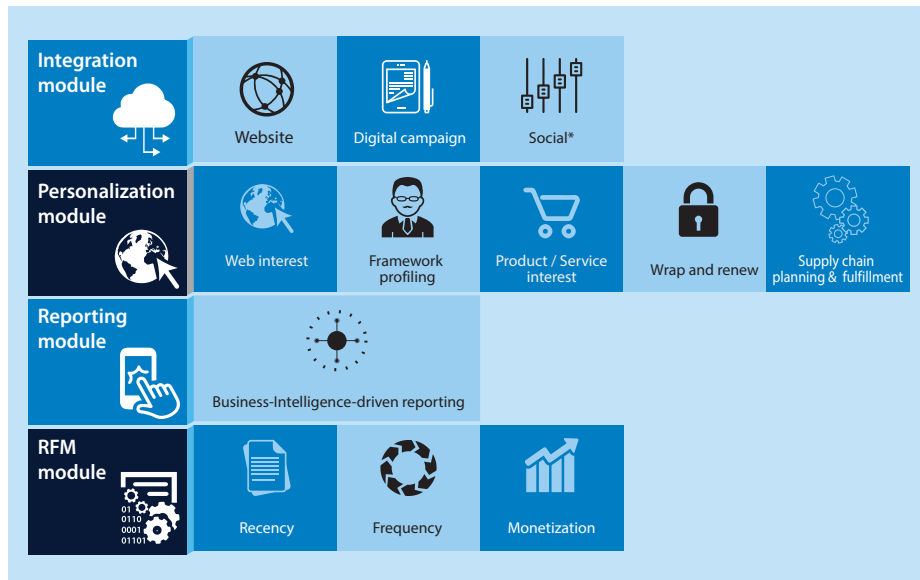 Integration
module
Website
Digital campaign
Social*
Personalization
module
Web interest
Framework
profiling
Product / Service
interest
Wrap and renew
Supply chain
planning & fulfillment
Reporting
module
Business-Intelligence-driven reporting
RFM
module
01
0110
0001
01101
Recency
Frequency
Monetization